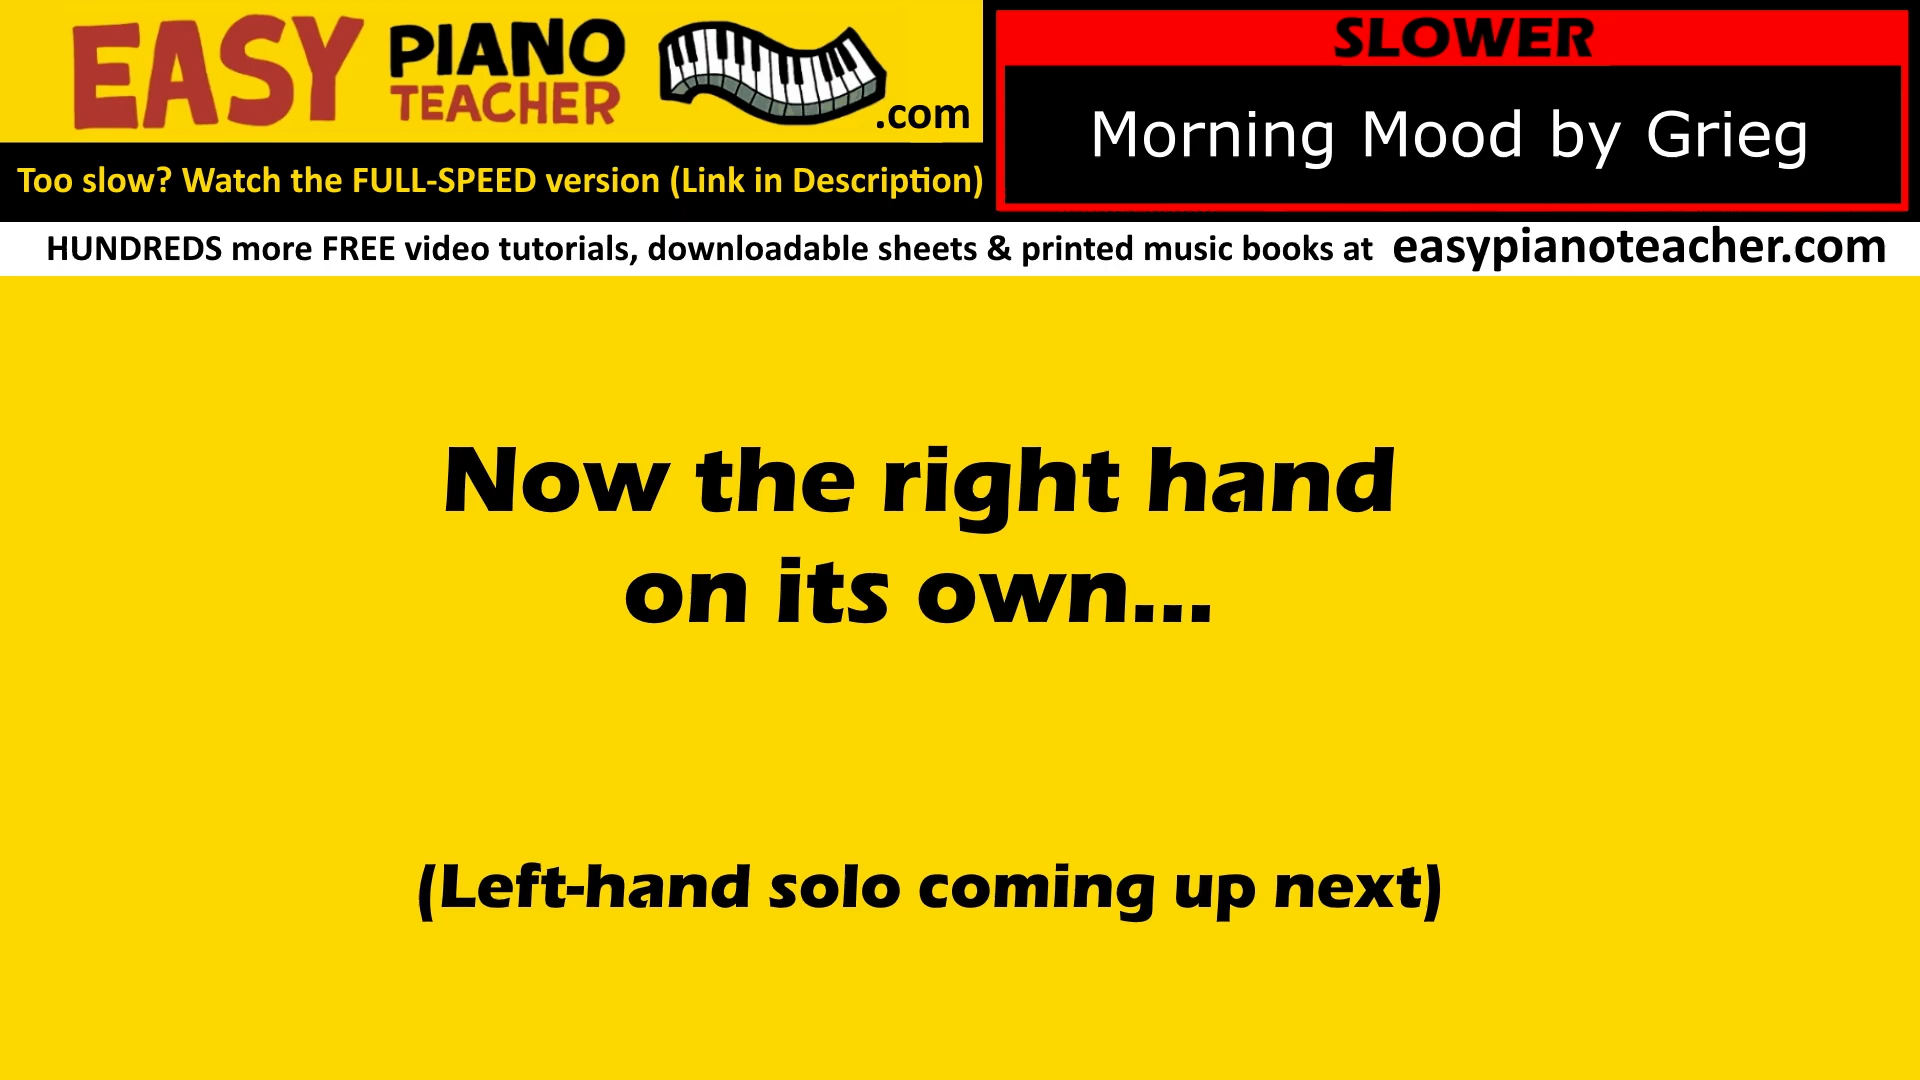 EASY PIANO TEACHER .com
SLOWER
Morning Mood by Grieg
Too slow? Watch the FULL-SPEED version (Link in Description)
HUNDREDS more FREE video tutorials, downloadable sheets & printed music books at easypianoteacher.com
Now the right hand
on its own...
(Left-hand solo coming up next)